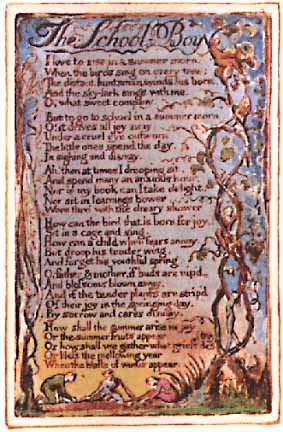 The School Boy
I love to rise in a summer morn,
When the birds sing on every tree;
The distant huntsman winds his horn,
And the sky-lark sings with me.
O! what sweet company.
But to go to school in a summer morn
O! it drives all joy away
Under a cruel eye outworn,
The little ones spend the day,
In sighing and dismay.
Ah! then at times I drooping sit,
And spend many an anxious hour.
Nor in my book can I take delight,
Nor sit in learnings bower,
Worn thro' with the dreary shower
How can the bird that is born for joy,
Sit in a cage and sing.
How can a child when fears annoy,
But droop his tender wing,
And forget his youthful spring.
O! father & mother, if buds are nip'd,
And blossoms blown away,
And if the tender plants are strip'd
Of their joy in the springing day,
By sorrow and cares dismay,
How shall the summer arise in joy
Or the summer fruits appear
Or how shall we gather what griefs destroy
Or bless the mellowing year,
When the blasts of winter appear.